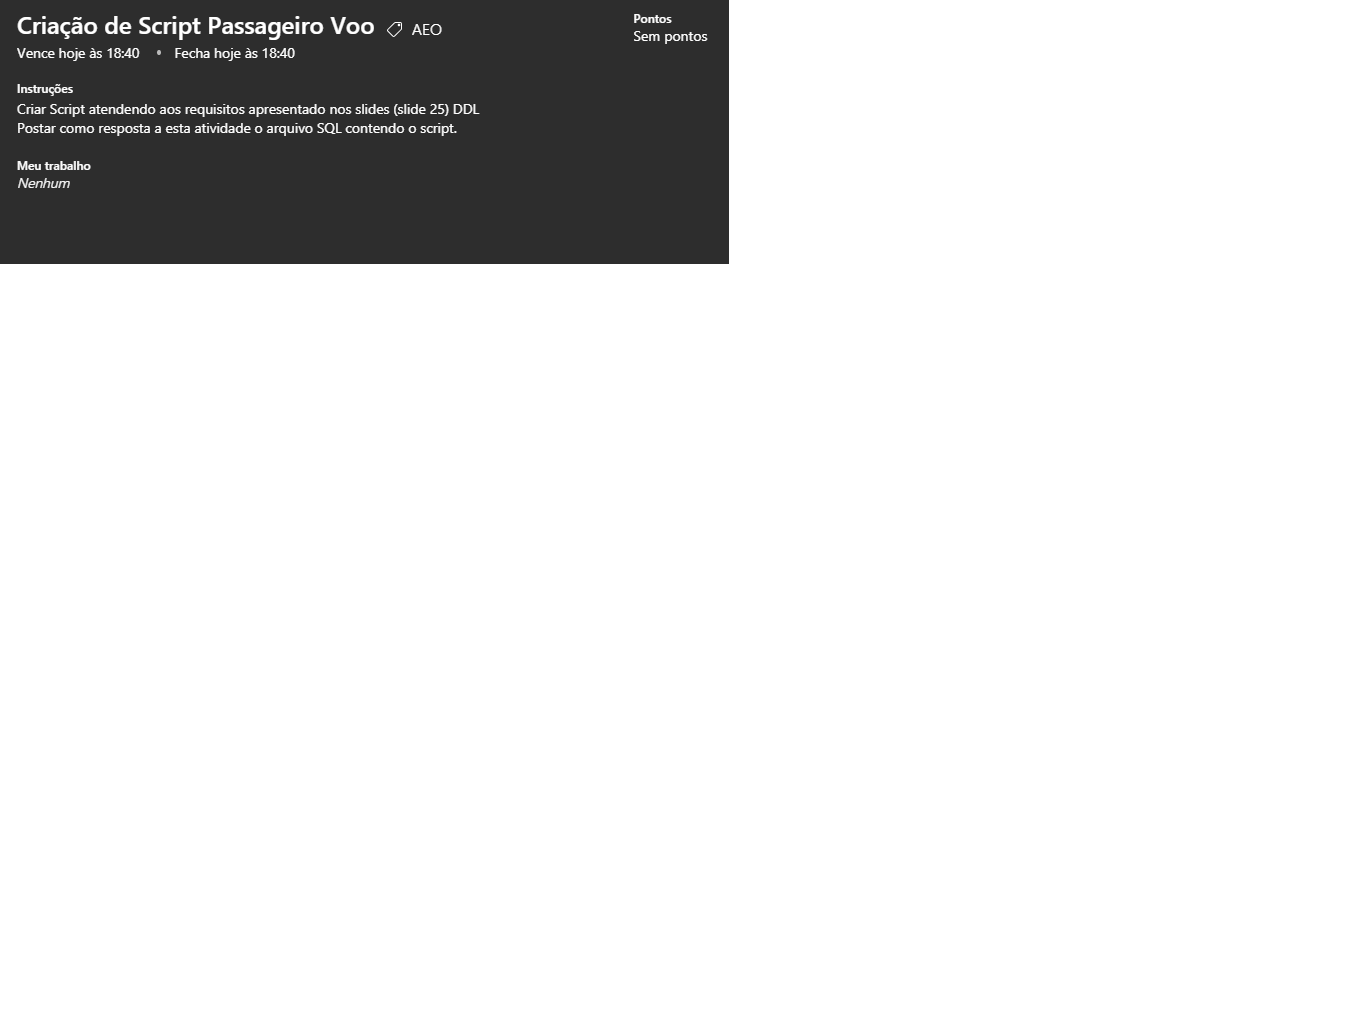 Criação de Script Passageiro Voo AEO
Pontos
Sem pontos
Vence hoje às 18:40 • Fecha hoje às 18:40
Instruções
Criar Script atendendo aos requisitos apresentado nos slides (slide 25) DDL
Postar como resposta a esta atividade o arquivo SQL contendo o script.
Meu trabalho
Nenhum